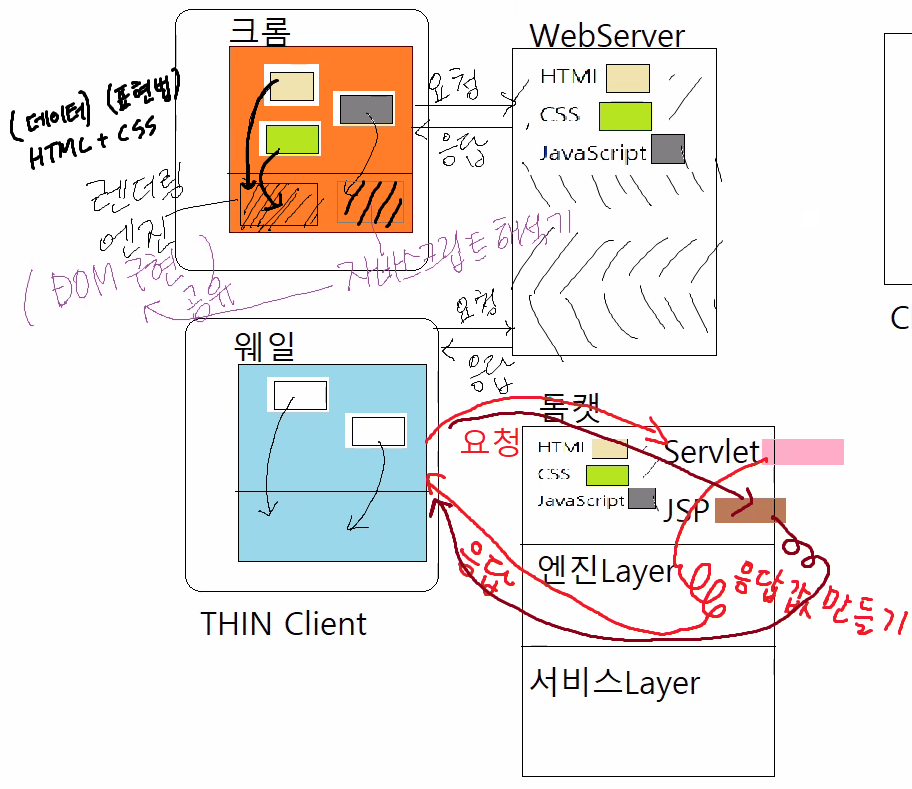 크롬
(데이터) (표현법)
HTML + CSS
렌더링
엔진
(DOM 구현)
공유
자바스크립트 해석기
요청
응답
WebServer
HTML
CSS
JavaScript
요청
응답
웨일
THIN Client
톰캣
요청
응답
HTML
CSS
JavaScript
Servlet
JSP
엔진Layer
응답값 만들기
서비스Layer